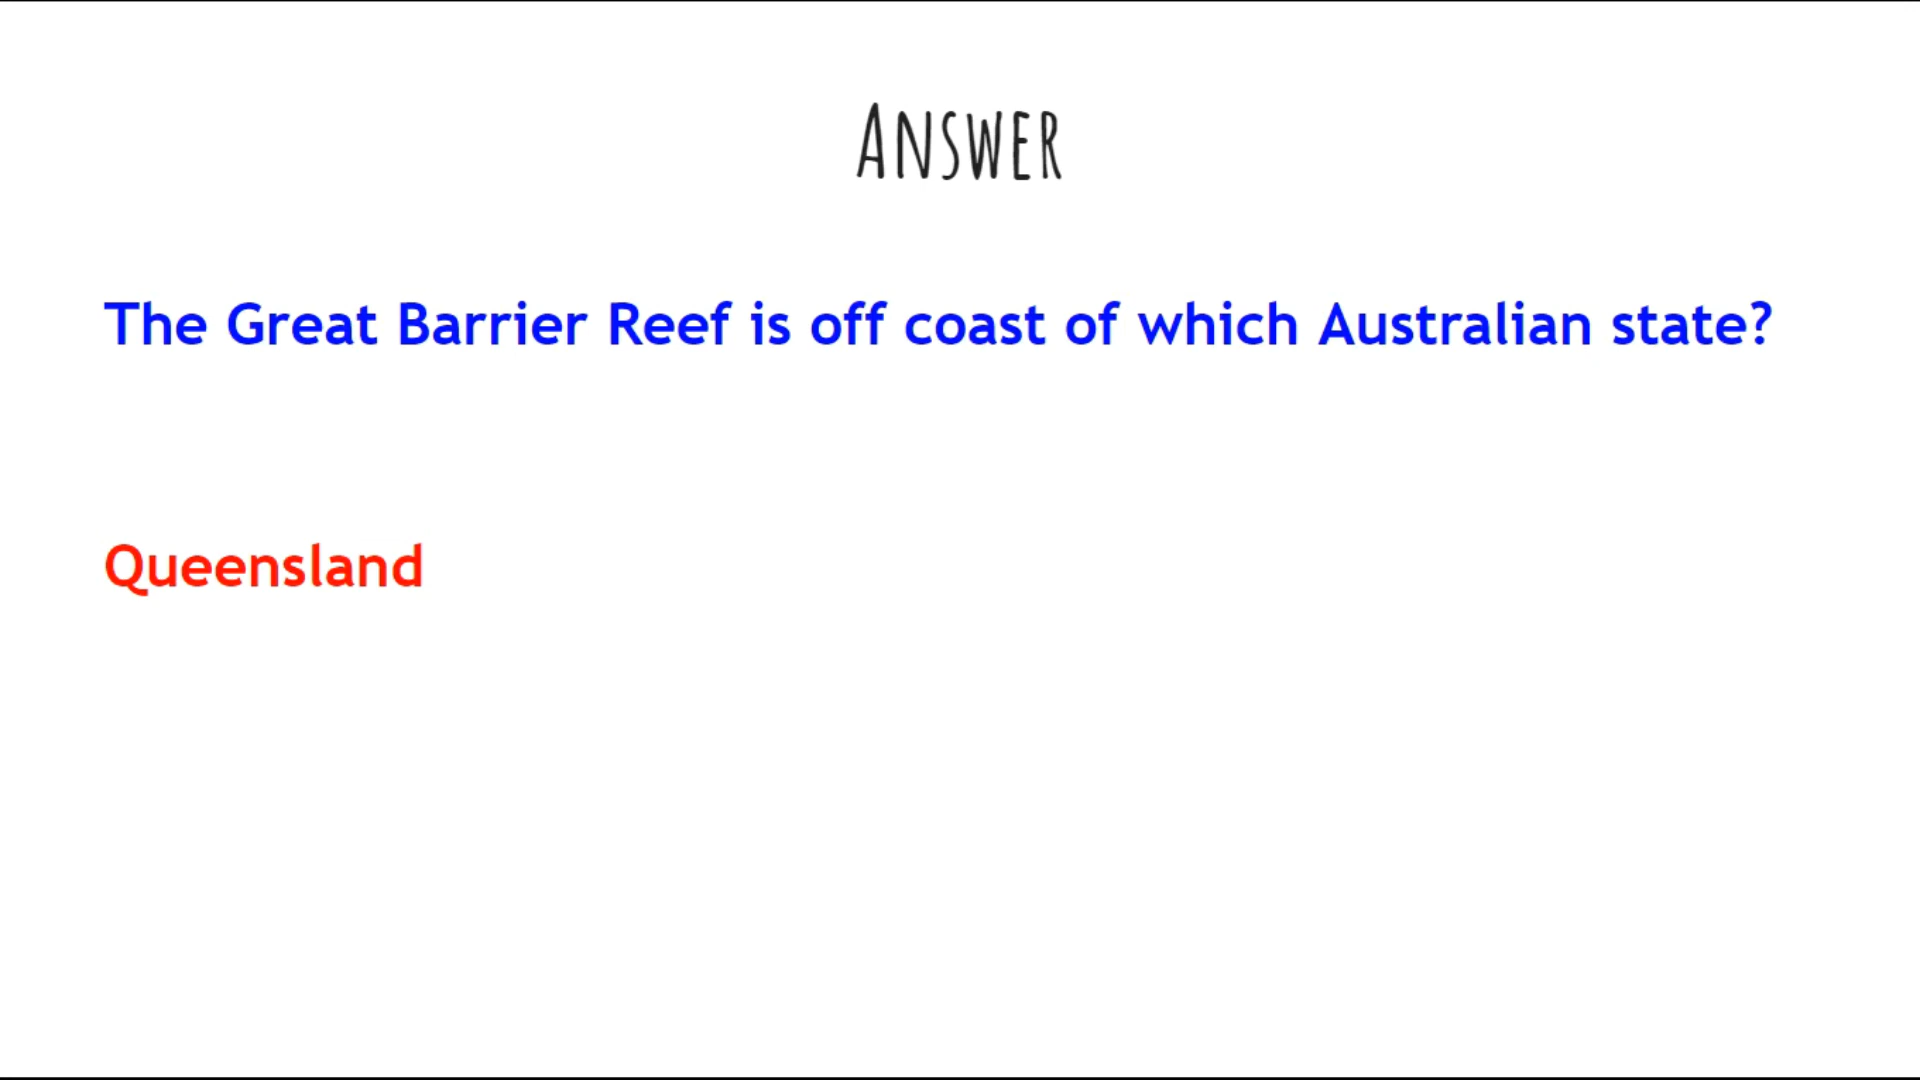 Answer
The Great Barrier Reef is off coast of which Australian state?
Queensland